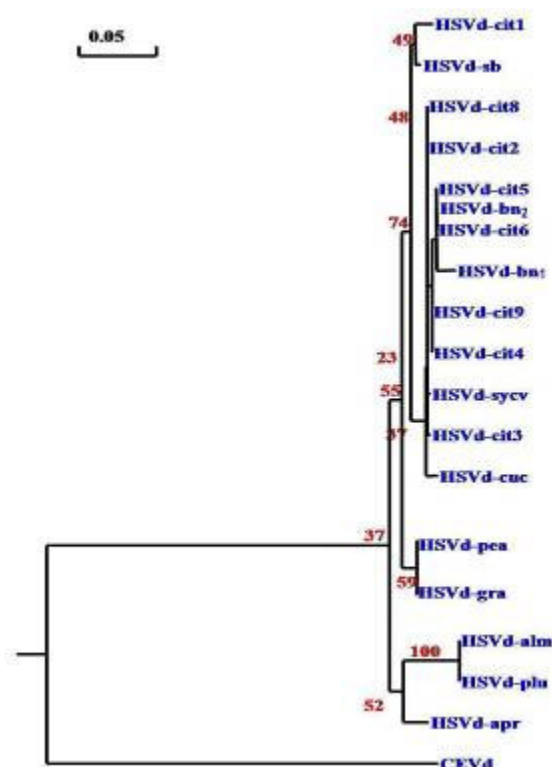 0.05
HSVd-cit1
49
HSVd-sb
HSVd-cit8
48
HSVd-cit2
HSVd-cit5
HSVd-bn₂
74
HSVd-cit6
HSVd-bn₁
HSVd-cit9
HSVd-cit4
23
55
HSVd-sycv
37
HSVd-cit3
HSVd-cuc
37
HSVd-pea
59
HSVd-gra
HSVd-alm
100
HSVd-plu
52
HSVd-apr
CEVd